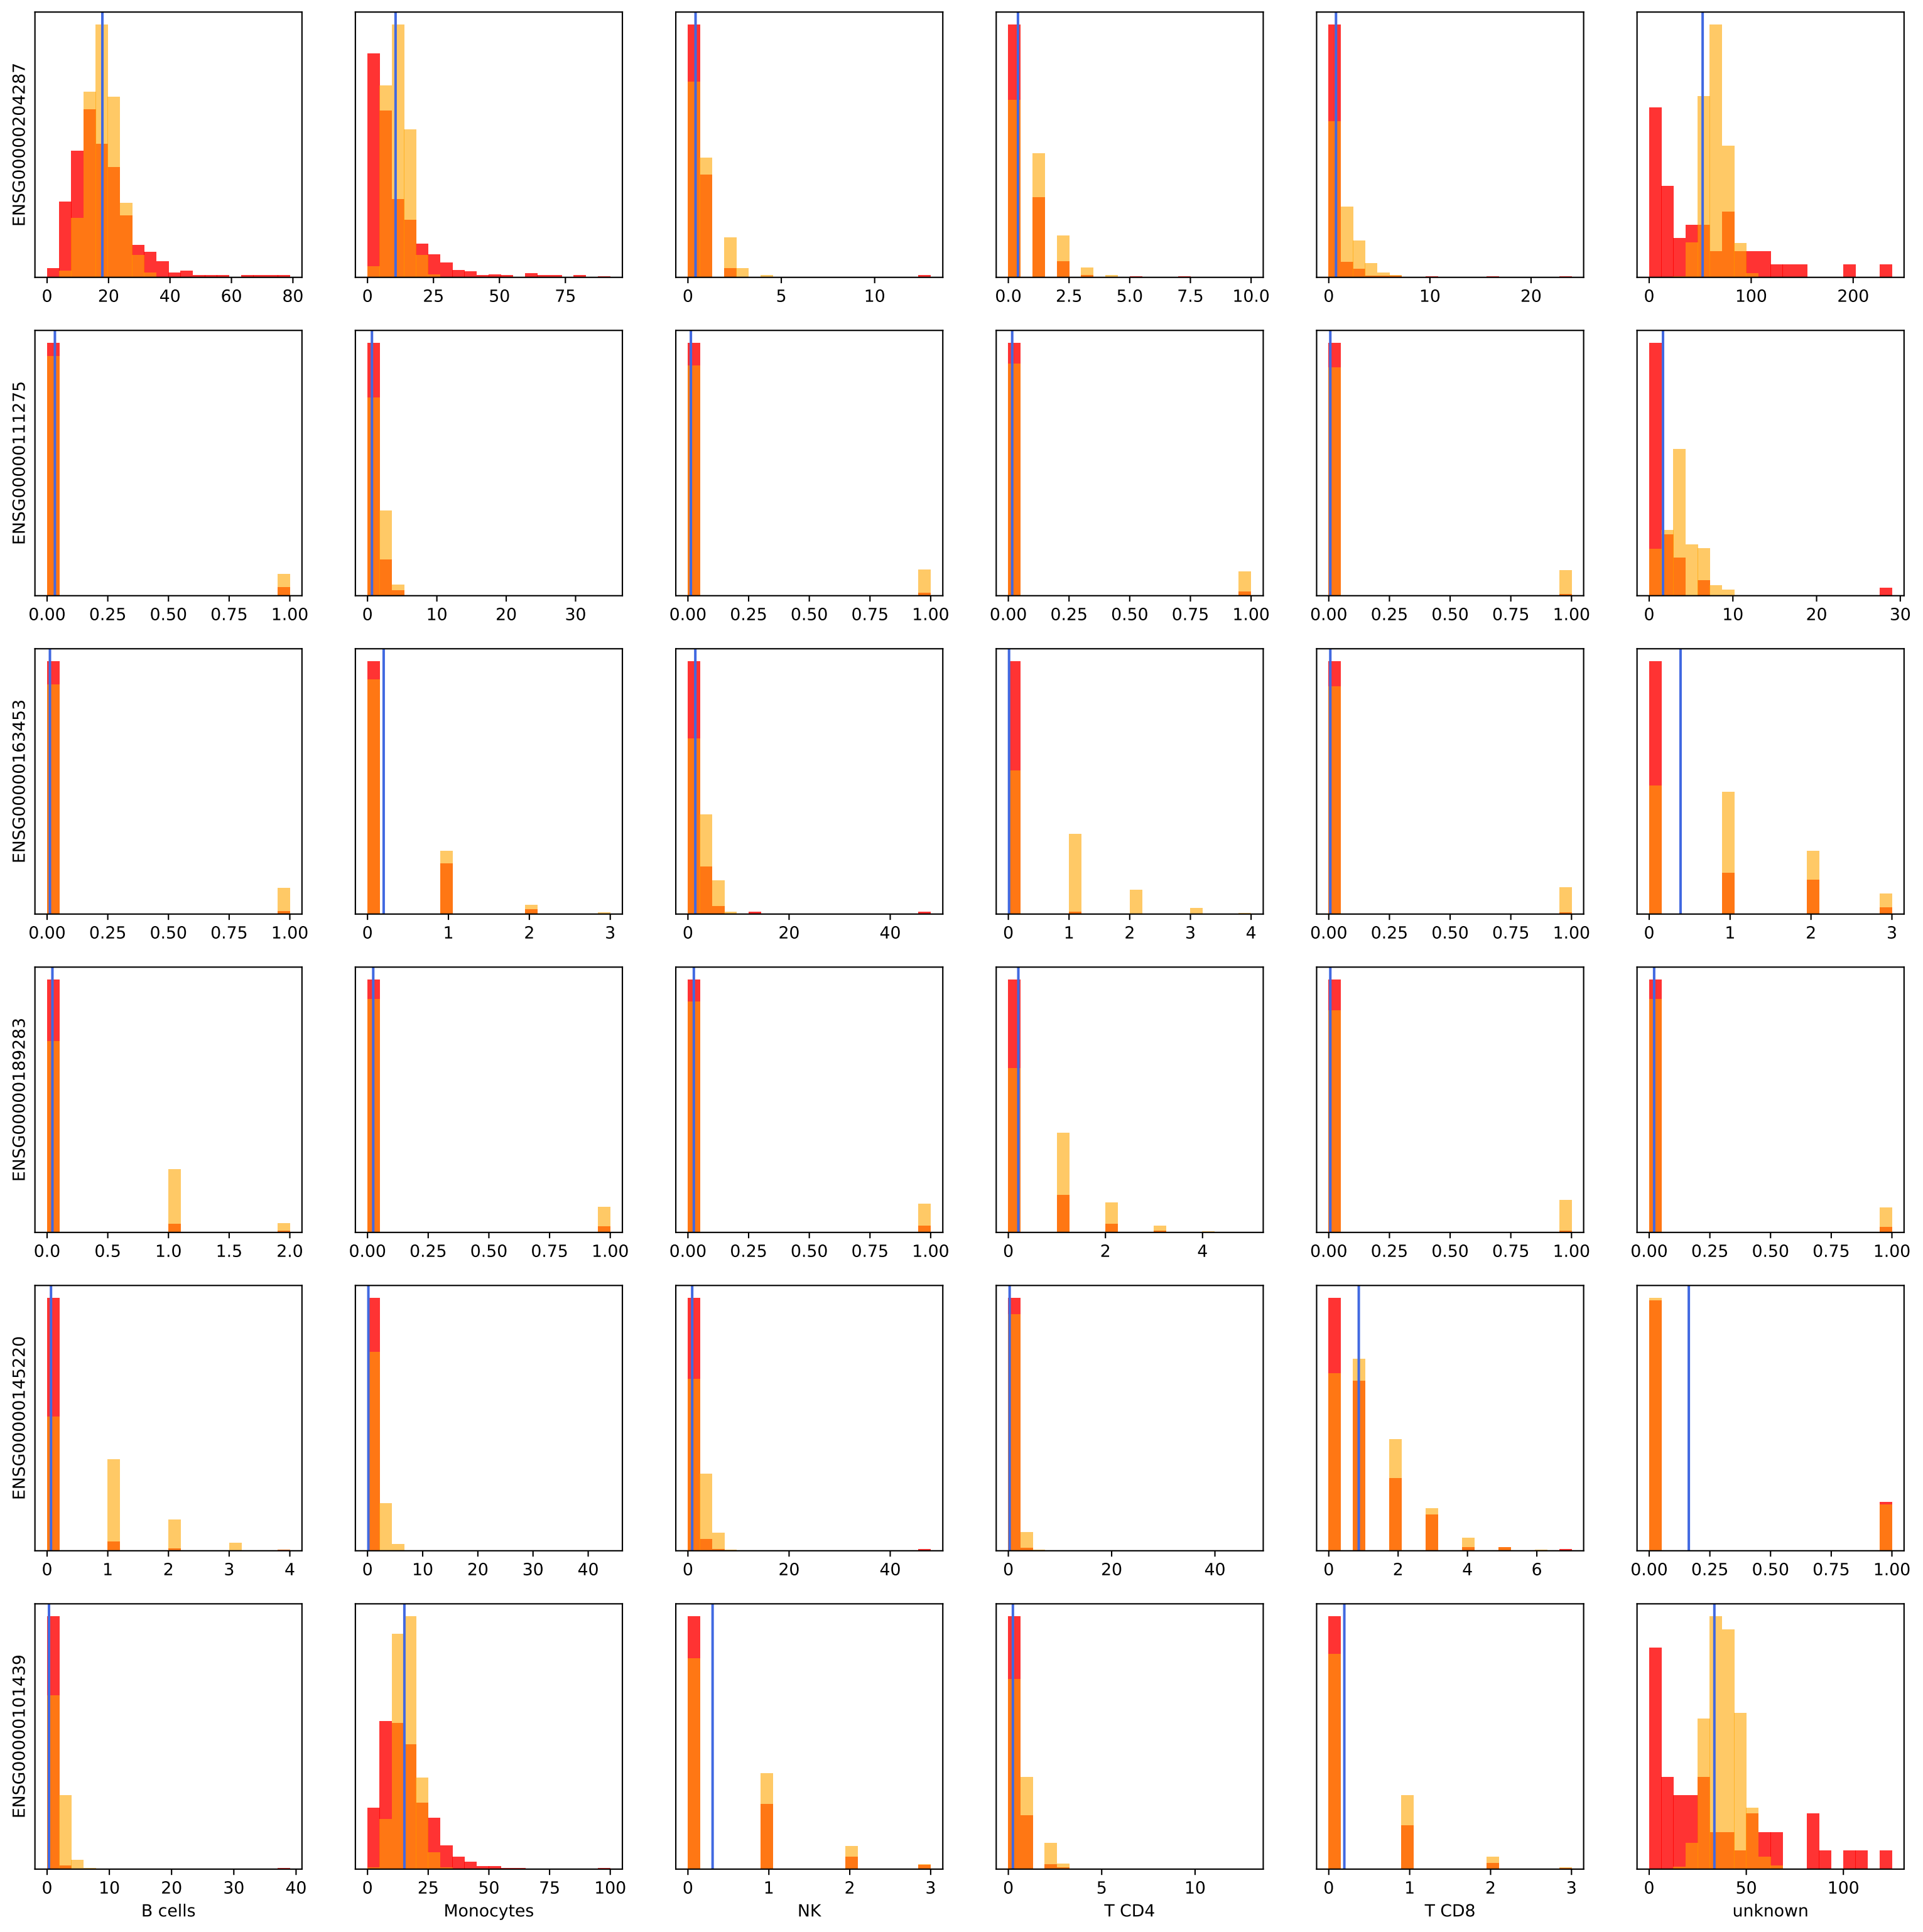 ENSG00000204287
0 20 40 60 80
0 25 50 75
0 5 10
0.0 2.5 5.0 7.5 10.0
0 10 20
0 100 200
ENSG00000111275
0.00 0.25 0.50 0.75 1.00
0 10 20 30
0.00 0.25 0.50 0.75 1.00
0.00 0.25 0.50 0.75 1.00
0.00 0.25 0.50 0.75 1.00
0 10 20 30
ENSG00000163453
0.00 0.25 0.50 0.75 1.00
0 1 2 3
0 20 40
0 1 2 3 4
0.00 0.25 0.50 0.75 1.00
0 1 2 3
ENSG00000189283
0.0 0.5 1.0 1.5 2.0
0.00 0.25 0.50 0.75 1.00
0.00 0.25 0.50 0.75 1.00
0 2 4
0.00 0.25 0.50 0.75 1.00
0.00 0.25 0.50 0.75 1.00
ENSG00000145220
0 1 2 3 4
0 10 20 30 40
0 20 40
0 20 40
0 2 4 6
0.00 0.25 0.50 0.75 1.00
ENSG00000101439
0 10 20 30 40
0 25 50 75 100
0 1 2 3
0 5 10
0 1 2 3
0 50 100
B cells
Monocytes
NK
T CD4
T CD8
unknown